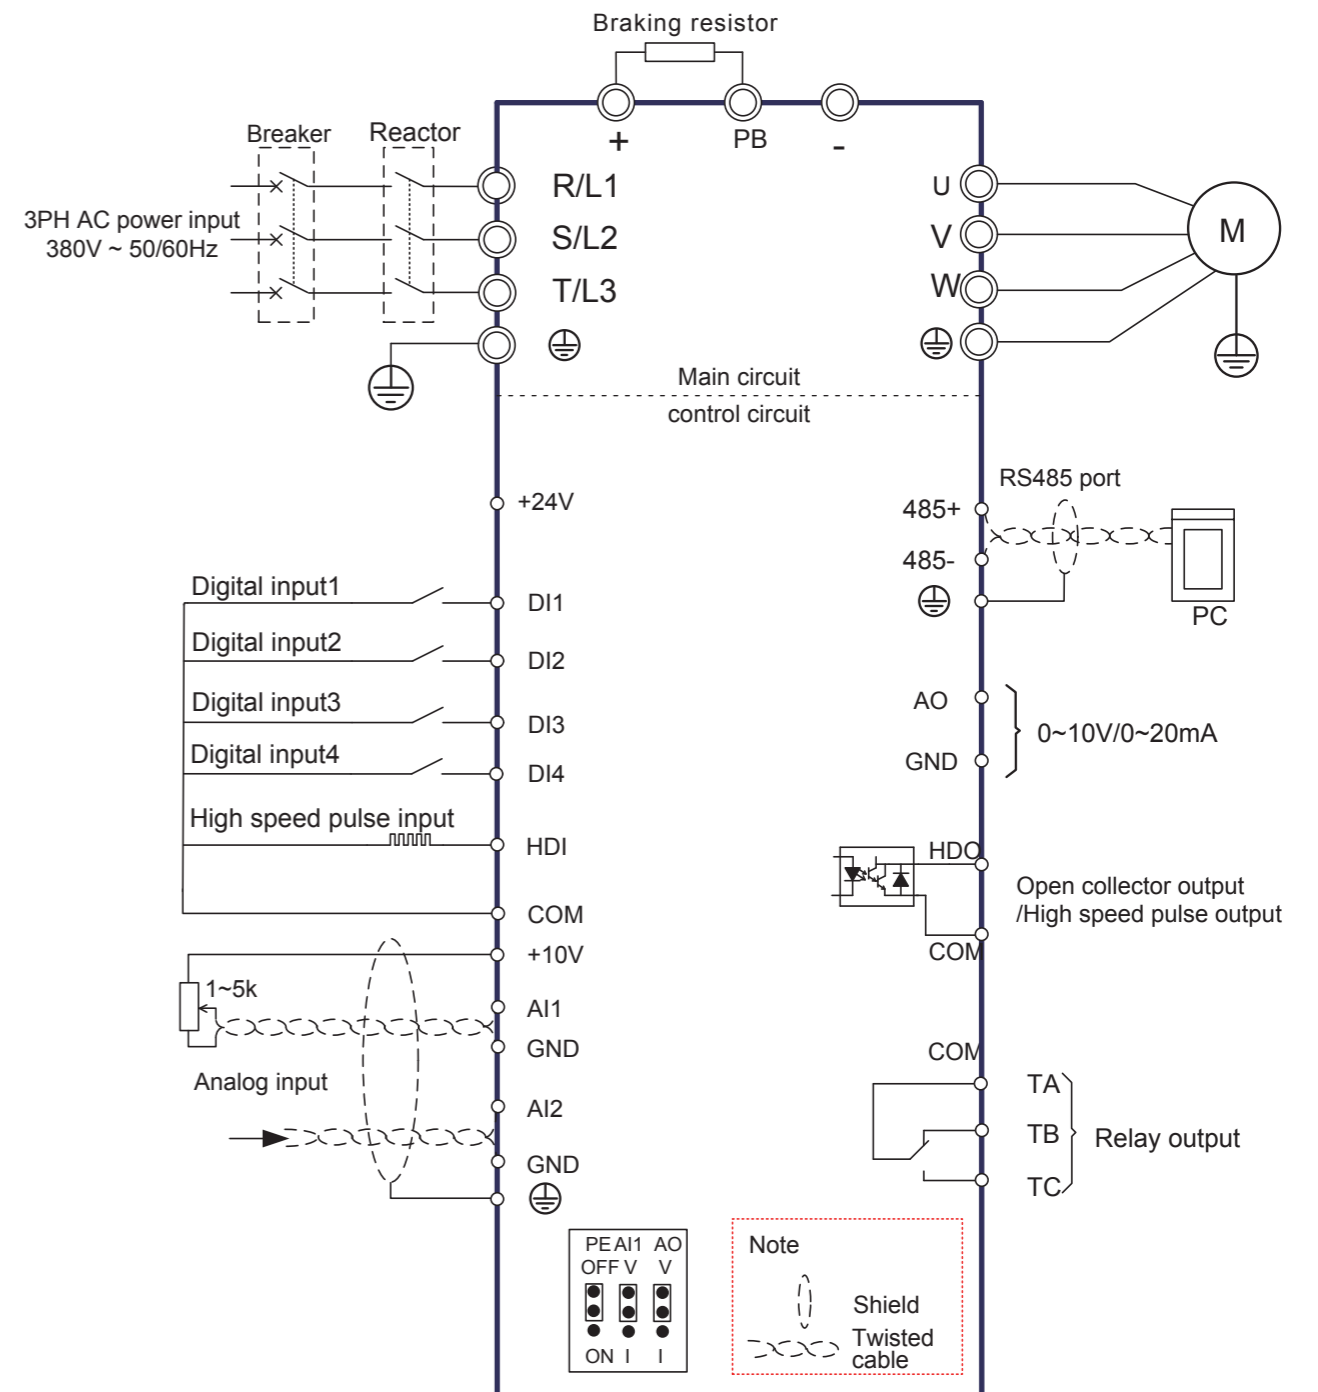 Braking resistor
+
PB
-
Breaker
Reactor
3PH AC power input
380V ~ 50/60Hz
R/L1
S/L2
T/L3
U
V
W
M
Main circuit
control circuit
+24V
Digital input1
DI1
Digital input2
DI2
Digital input3
DI3
Digital input4
DI4
High speed pulse input
HDI
COM
+10V
1~5k
AI1
GND
Analog input
AI2
GND
RS485 port
485+
485-
PC
AO
GND
0~10V/0~20mA
HDO
COM
Open collector output
/High speed pulse output
COM
TA
TB
TC
Relay output
PE AI1 AO
OFF V V
ON I I
Note
Shield
Twisted
cable